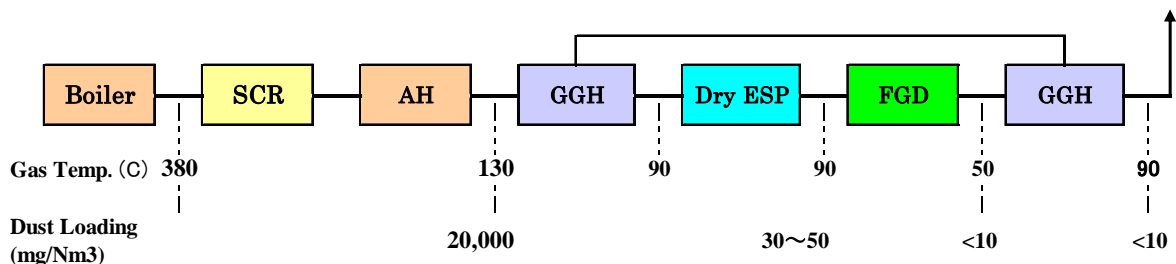 Boiler SCR AH GGH Dry ESP FGD GGH
Gas Temp. (C) 380 130 90 90 50 90
Dust Loading
(mg/Nm3) 20,000 30～50 <10 <10